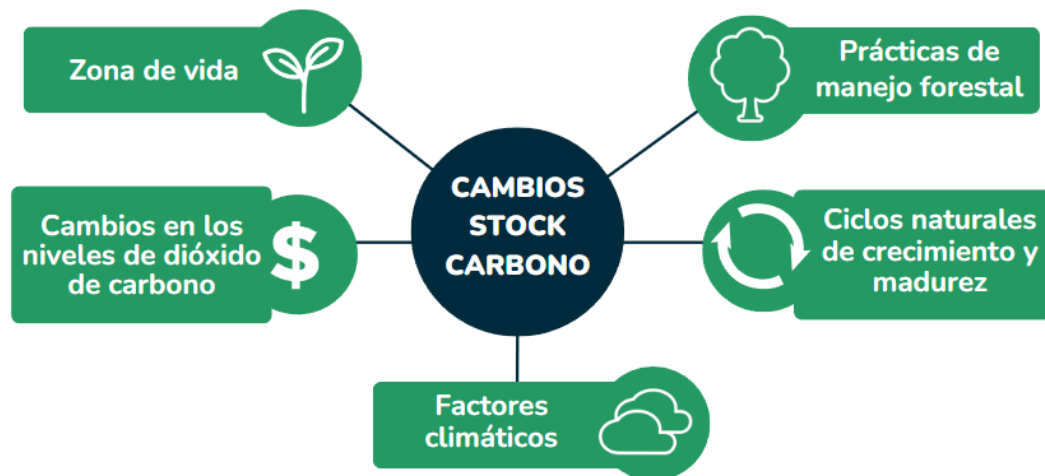 Zona de vida
Prácticas de
manejo forestal
CAMBIOS
STOCK
CARBONO
Cambios en los
niveles de dióxido
de carbono
$
Ciclos naturales
de crecimiento y
madurez
Factores
climáticos